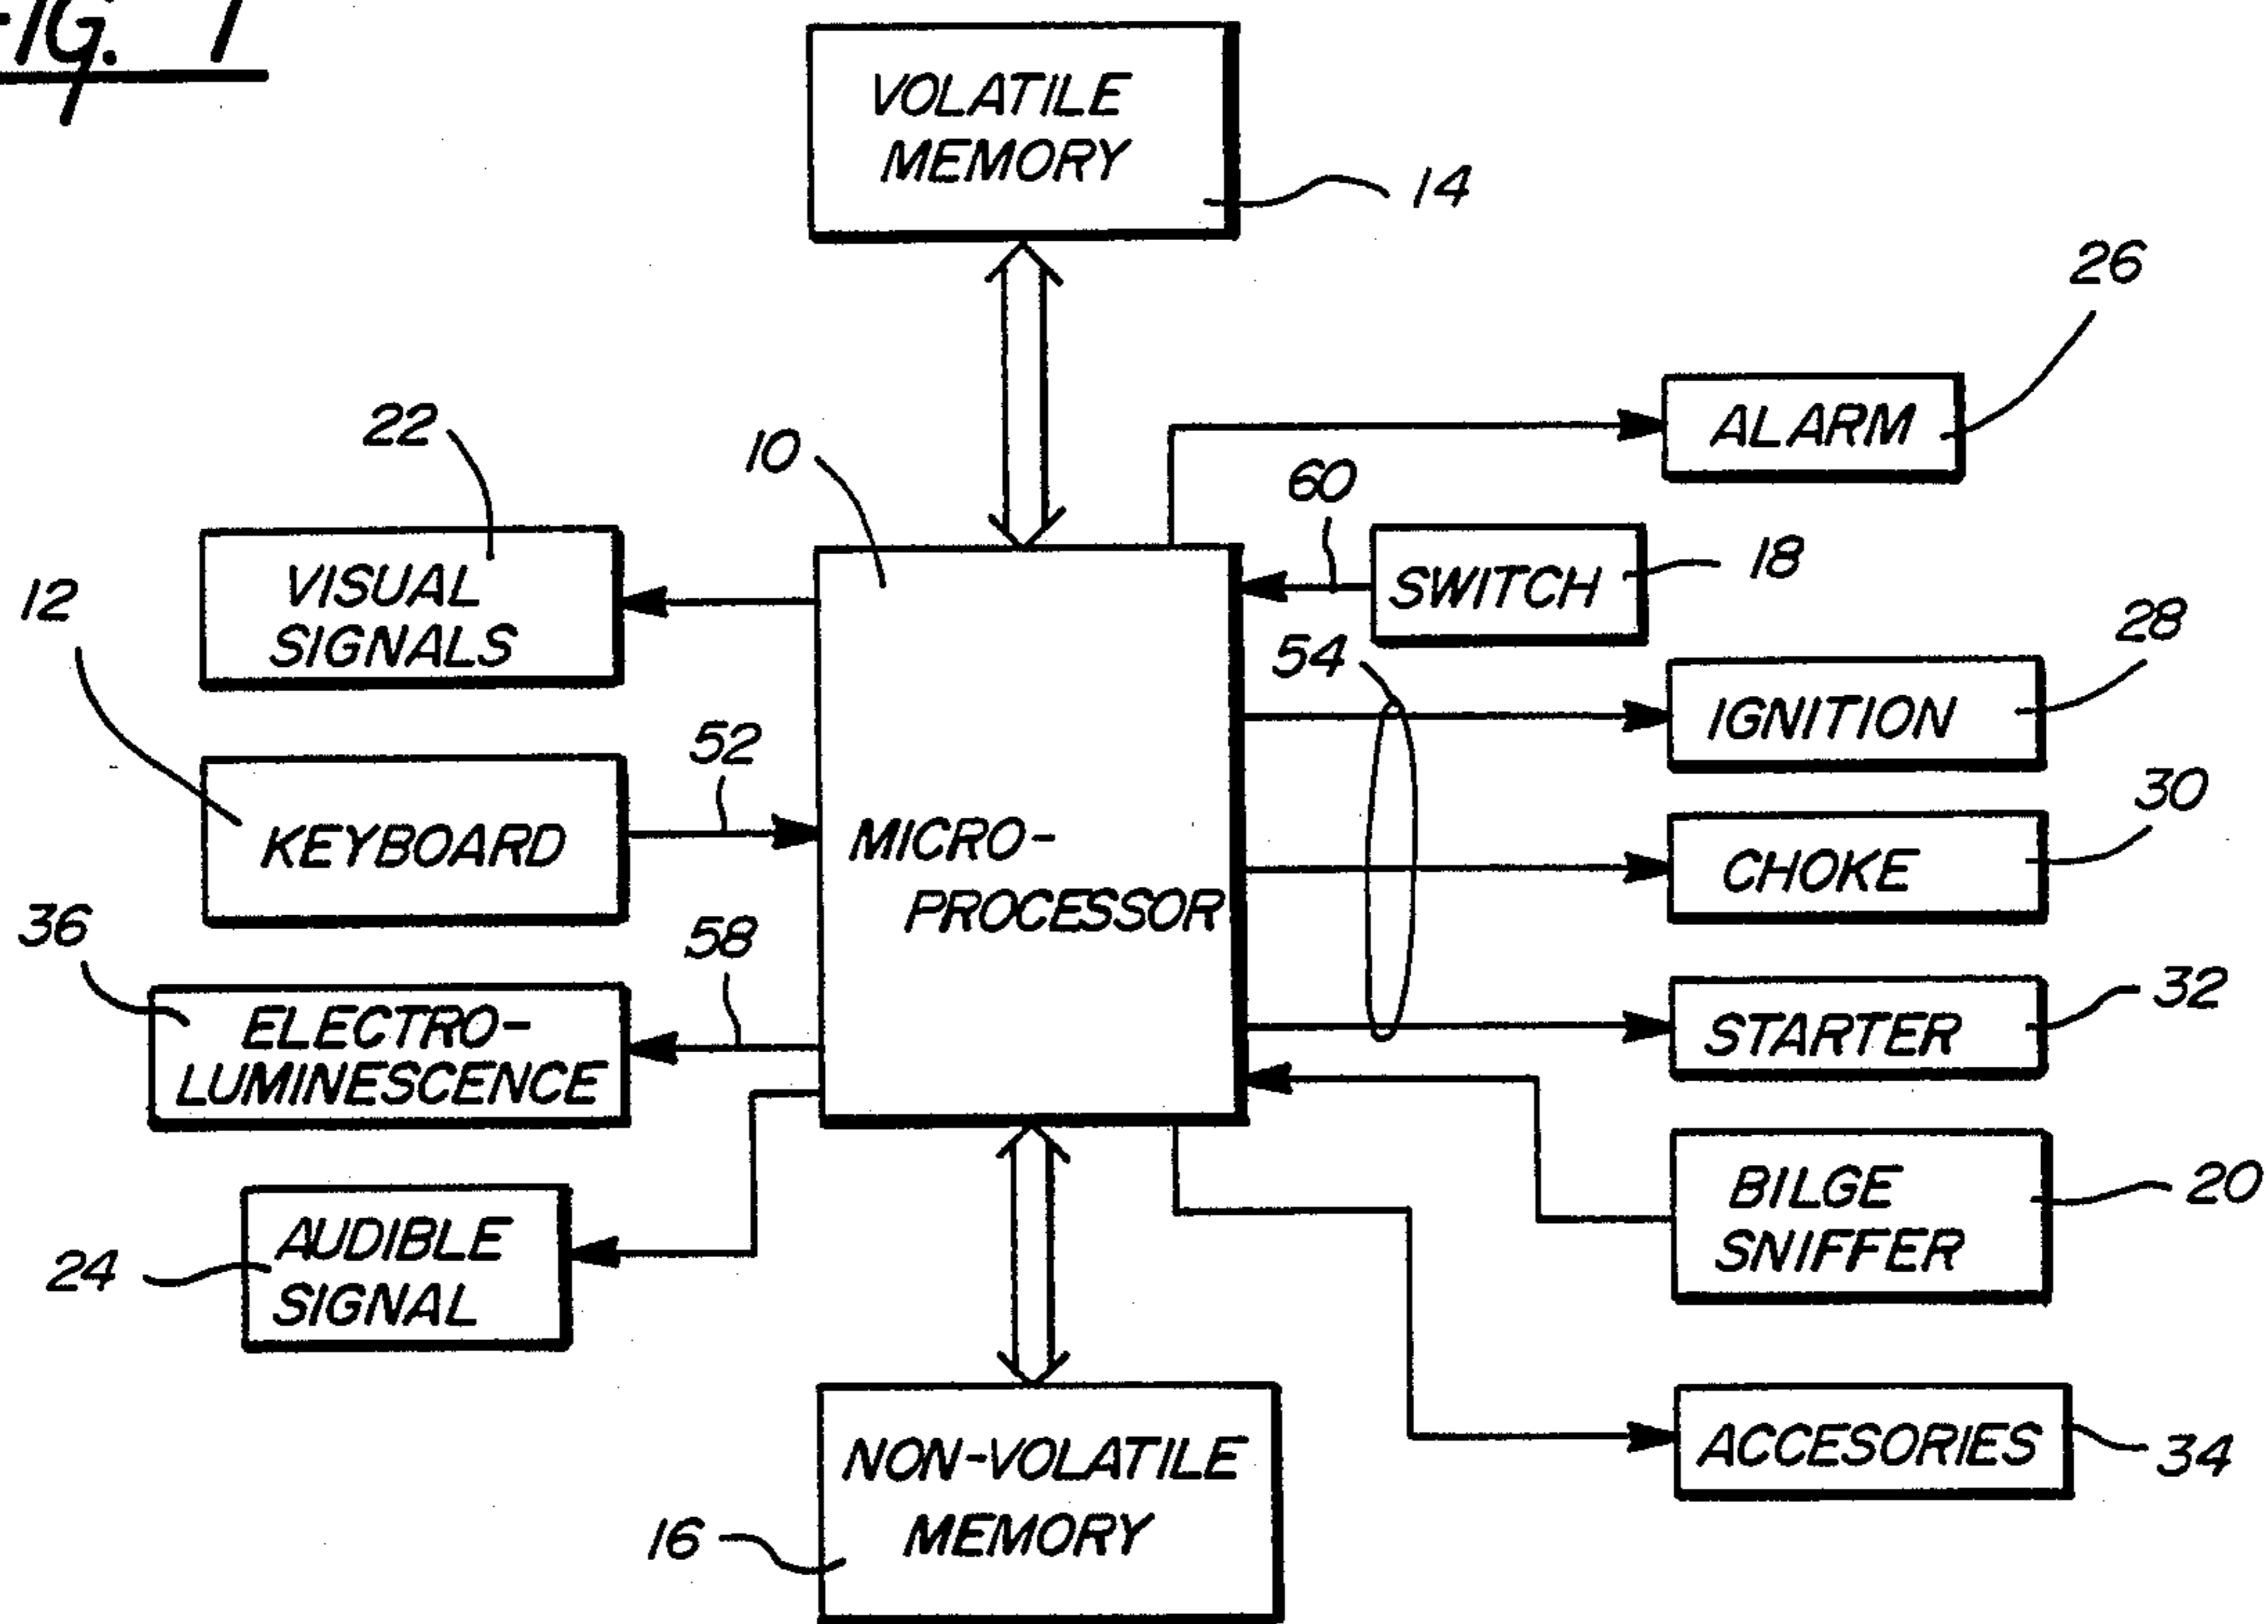 FIG. 1
VOLATILE
MEMORY
14
26
ALARM
22
10
60
SWITCH
18
VISUAL
SIGNALS
12
54
28
IGNITION
52
KEYBOARD
30
CHOKE
MICRO-
PROCESSOR
36
58
ELECTRO-
LUMINESCENCE
32
STARTER
BILGE
SNIFFER
20
AUDIBLE
SIGNAL
24
NON-VOLATILE
MEMORY
16
ACCESORIES
34